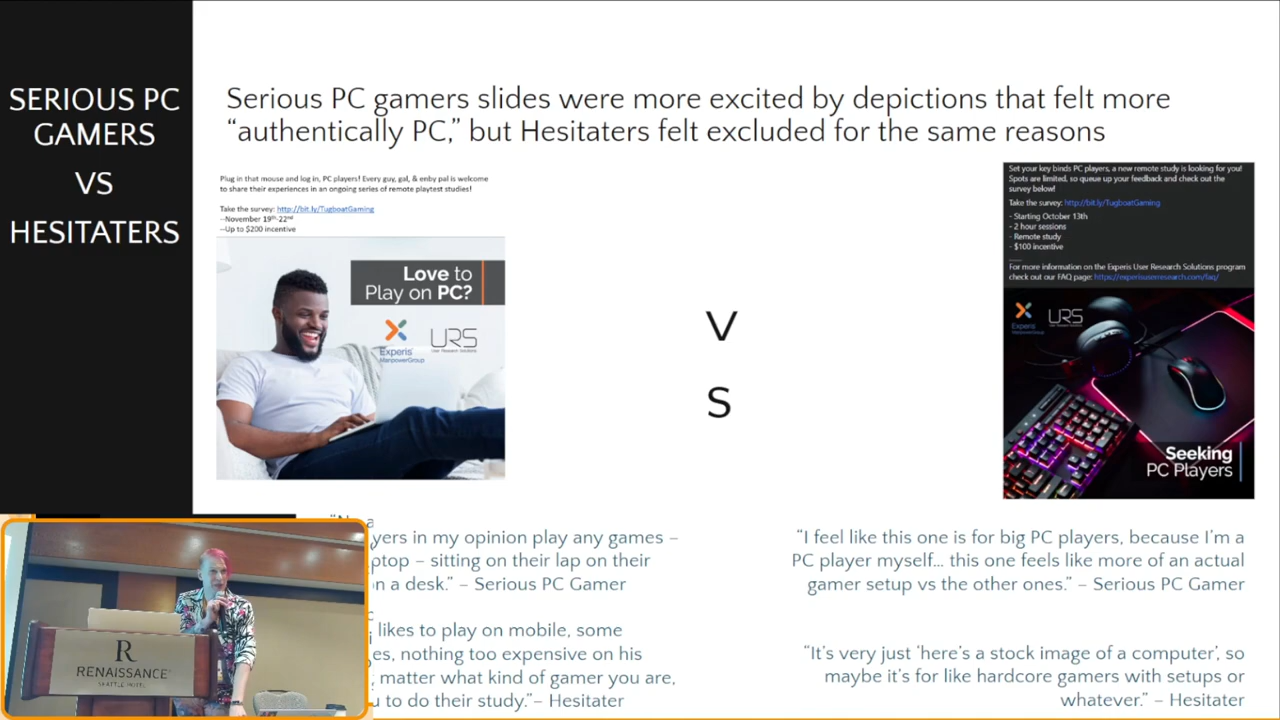 SERIOUS PC
GAMERS
VS
HESITATERS
Serious PC gamers slides were more excited by depictions that felt more
“authentically PC,” but Hesitaters felt excluded for the same reasons
Plug in that mouse and log in, PC players! Every guy, gal, & enby pal is welcome
to share their experiences in an ongoing series of remote playtest studies!
Take the survey: http://bit.ly/TugboatGaming
--November 19th-22nd
--Up to $200 incentive
Love to
Play on PC?
Experis
ManpowerGroup
URS
User Research Solutions
V
S
Set your key binds PC players, a new remote study is looking for you!
Spots are limited, so queue up your feedback and check out the
survey below!
Take the survey: http://bit.ly/TugboatGaming
- Starting October 13th
- 2 hour sessions
- Remote study
- $100 incentive
For more information on the Experis User Research Solutions program
check out our FAQ page: https://experisuserresearch.com/faq/
Experis
URS
Seeking
PC Players
yers in my opinion play any games –
ptop – sitting on their lap on their
n a desk.” – Serious PC Gamer
likes to play on mobile, some
es, nothing too expensive on his
matter what kind of gamer you are,
u to do their study.”– Hesitater
“I feel like this one is for big PC players, because I’m a
PC player myself… this one feels like more of an actual
gamer setup vs the other ones.” – Serious PC Gamer
“It’s very just ‘here’s a stock image of a computer’, so
maybe it’s for like hardcore gamers with setups or
whatever.” – Hesitater
R
RENAISSANCE
SEATTLE HOTEL